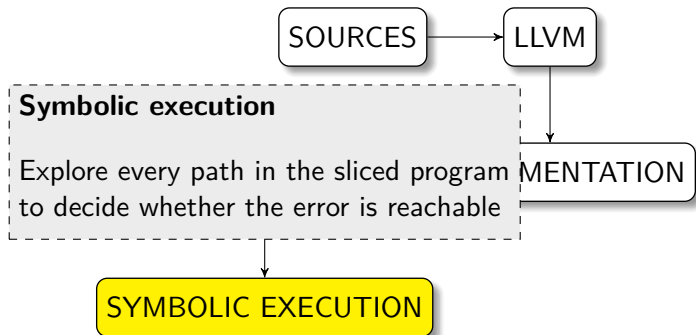 SOURCES LLVM
Symbolic execution
Explore every path in the sliced program
to decide whether the error is reachable
MENTATION
SYMBOLIC EXECUTION